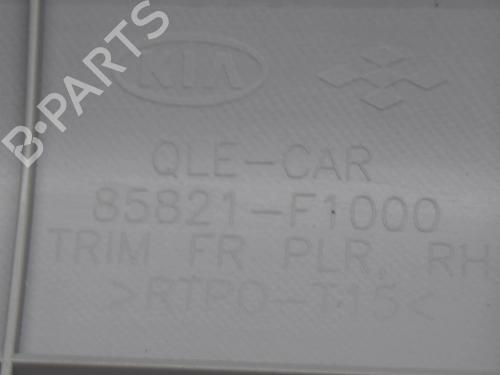 B-PARTS
KIA
QLE-CAR
85821-F1000
TRIM FR PLR, RH
>RTPO-T15<